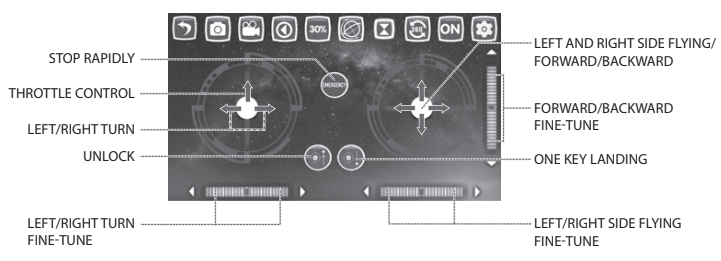 30%
360°
ON
STOP RAPIDLY
EMERGENCY
LEFT AND RIGHT SIDE FLYING/
FORWARD/BACKWARD
THROTTLE CONTROL
FORWARD/BACKWARD
FINE-TUNE
LEFT/RIGHT TURN
UNLOCK
ONE KEY LANDING
LEFT/RIGHT TURN
FINE-TUNE
LEFT/RIGHT SIDE FLYING
FINE-TUNE